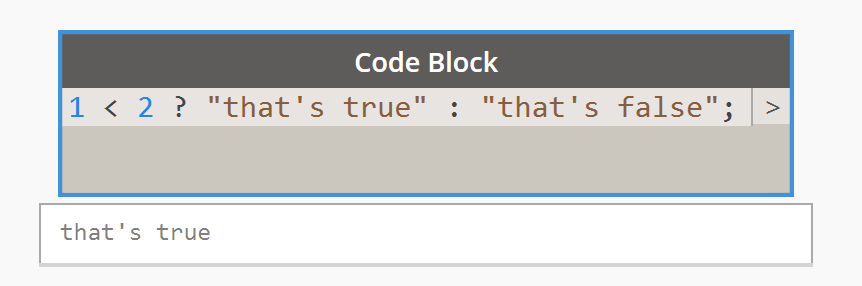 Code Block
1 < 2 ? "that's true" : "that's false"; >
that's true